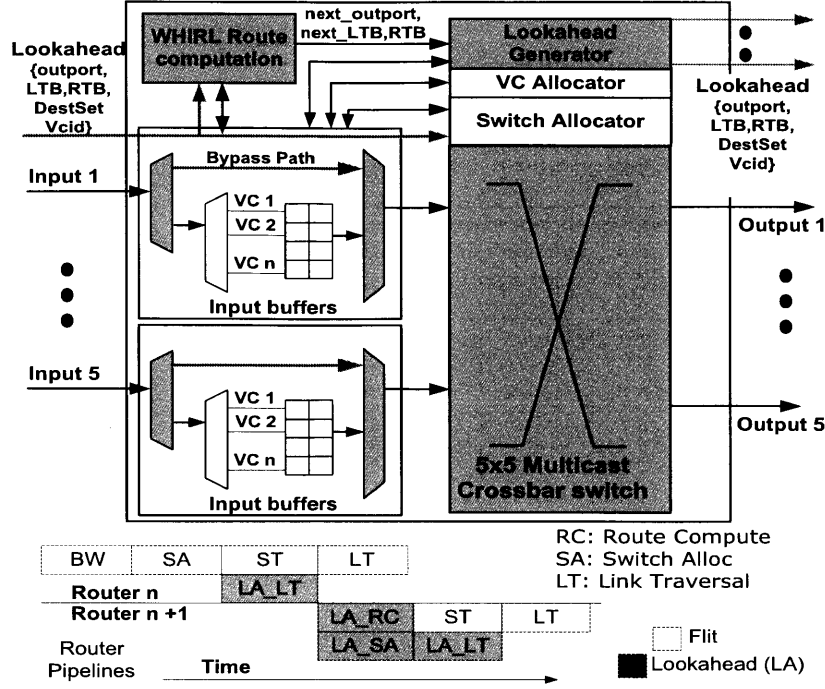 Lookahead
{outport,
LTB,RTB,
DestSet
Vcid}
WHIRL Route
computation
next_outport,
next_LTB,RTB
Lookahead
Generator
VC Allocator
Switch Allocator
Lookahead
{outport,
LTB,RTB,
DestSet
Vcid}
Input 1
Bypass Path
VC 1
VC 2
VC n
Input buffers
Output 1
Input 5
VC 1
VC 2
VC n
Input buffers
Output 5
5x5 Multicast
Crossbar switch
RC: Route Compute
SA: Switch Alloc
LT: Link Traversal
BW SA ST LT
Router n LA_LT
Router n +1 LA_RC ST LT
LA_SA LA_LT
Router
Pipelines
Time
Flit
Lookahead (LA)